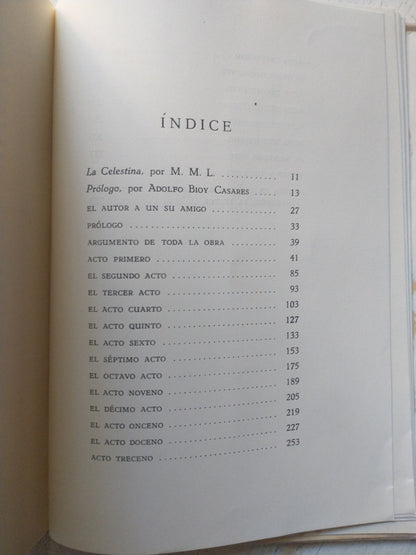 ÍNDICE
La Celestina, por M. M. L. .............. 11
Prólogo, por ADOLFO BIOY CASARES ..... 13
EL AUTOR A UN SU AMIGO ............... 27
PRÓLOGO ............................ 33
ARGUMENTO DE TODA LA OBRA ........... 39
ACTO PRIMERO ........................ 41
EL SEGUNDO ACTO ..................... 85
EL TERCER ACTO ...................... 93
EL ACTO CUARTO ...................... 103
EL ACTO QUINTO ...................... 127
EL ACTO SEXTO ....................... 133
EL SÉPTIMO ACTO ..................... 153
EL OCTAVO ACTO ...................... 175
EL ACTO NOVENO ...................... 189
EL DÉCIMO ACTO ...................... 205
EL ACTO ONCENO ...................... 219
EL ACTO DOCENO ...................... 227
ACTO TRECENO ........................ 253